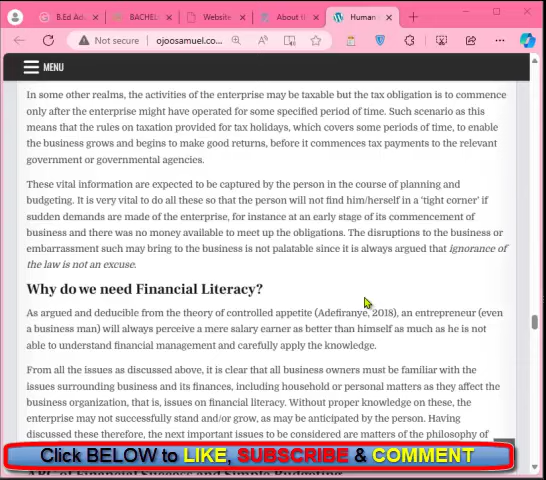 B.Ed Ad
BACHEL
Website
About U
Human
Not secure
ojoosamuel.co...
MENU
In some other realms, the activities of the enterprise may be taxable but the tax obligation is to commence
only after the enterprise might have operated for some specified period of time. Such scenario as this
means that the rules on taxation provided for tax holidays, which covers some periods of time, to enable
the business grows and begins to make good returns, before it commences tax payments to the relevant
government or governmental agencies.
These vital information are expected to be captured by the person in the course of planning and
budgeting. It is very vital to do all these so that the person will not find him/herself in a ‘tight corner’ if
sudden demands are made of the enterprise, for instance at an early stage of its commencement of
business and there was no money available to meet up the obligations. The disruptions to the business or
embarrassment such may bring to the business is not palatable since it is always argued that ignorance of
the law is not an excuse.
Why do we need Financial Literacy?
As argued and deducible from the theory of controlled appetite (Adefiranye, 2018), an entrepreneur (even
a business man) will always perceive a mere salary earner as better than himself as much as he is not
able to understand financial management and carefully apply the knowledge.
From all the issues as discussed above, it is clear that all business owners must be familiar with the
issues surrounding business and its finances, including household or personal matters as they affect the
business organization, that is, issues on financial literacy. Without proper knowledge on these, the
enterprise may not successfully stand and/or grow, as may be anticipated by the person. Having
discussed these therefore, the next important issues to be considered are matters of the philosophy of
Click BELOW to LIKE, SUBSCRIBE & COMMENT
ABC of Financial Success and Simple Budgeting